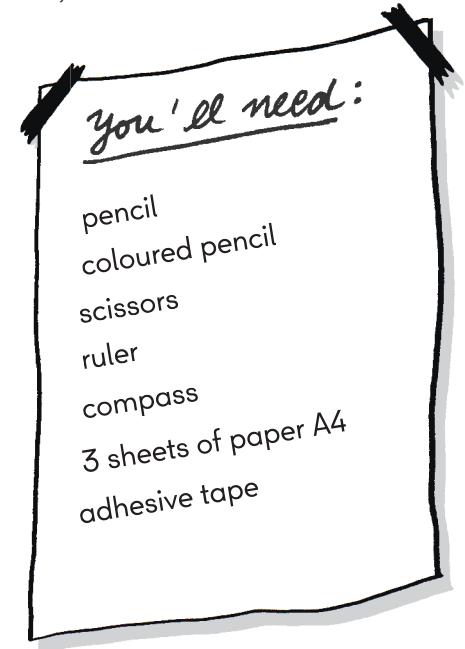 you'll need:
pencil
coloured pencil
scissors
ruler
compass
3 sheets of paper A4
adhesive tape